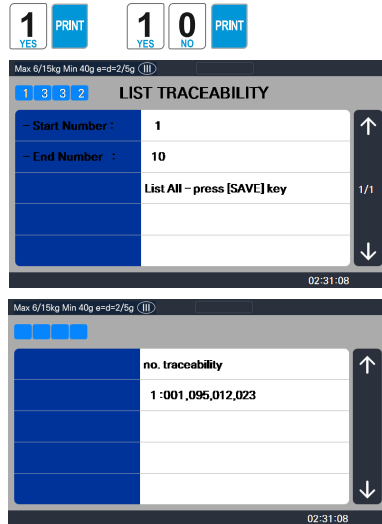 1 YES PRINT 1 YES 0 NO PRINT
Max 6/15kg Min 40g e=d=2/5g III
1 3 3 2 LIST TRACEABILITY
- Start Number : 1
- End Number : 10
List All - press [SAVE] key
1/1
02:31:08
Max 6/15kg Min 40g e=d=2/5g III
no. traceability
1 :001,095,012,023
02:31:08